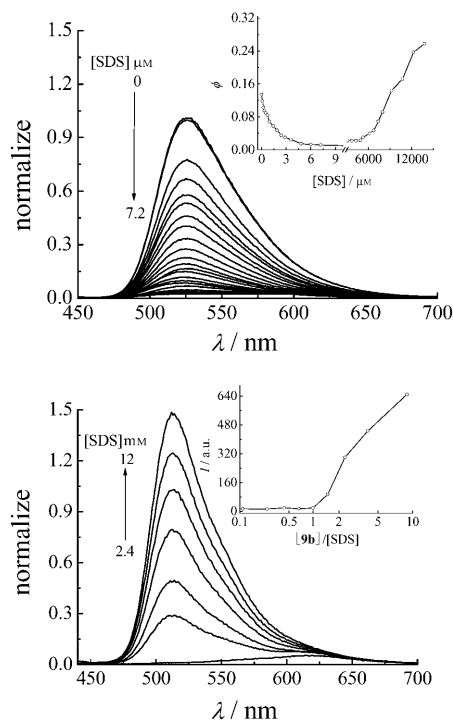 [SDS] μM
0
7.2
normalize
1.5
1.2
0.9
0.6
0.3
0.0
450 500 550 600 650 700
λ / nm
ϕ
0.32
0.24
0.16
0.08
0.00
0 3 6 9 6000 12000
[SDS] / μM
[SDS]mM
12
2.4
normalize
1.5
1.2
0.9
0.6
0.3
0.0
450 500 550 600 650 700
λ / nm
I / a.u.
640
480
320
160
0
0.1 0.5 1 2 5 10
[9b]/[SDS]